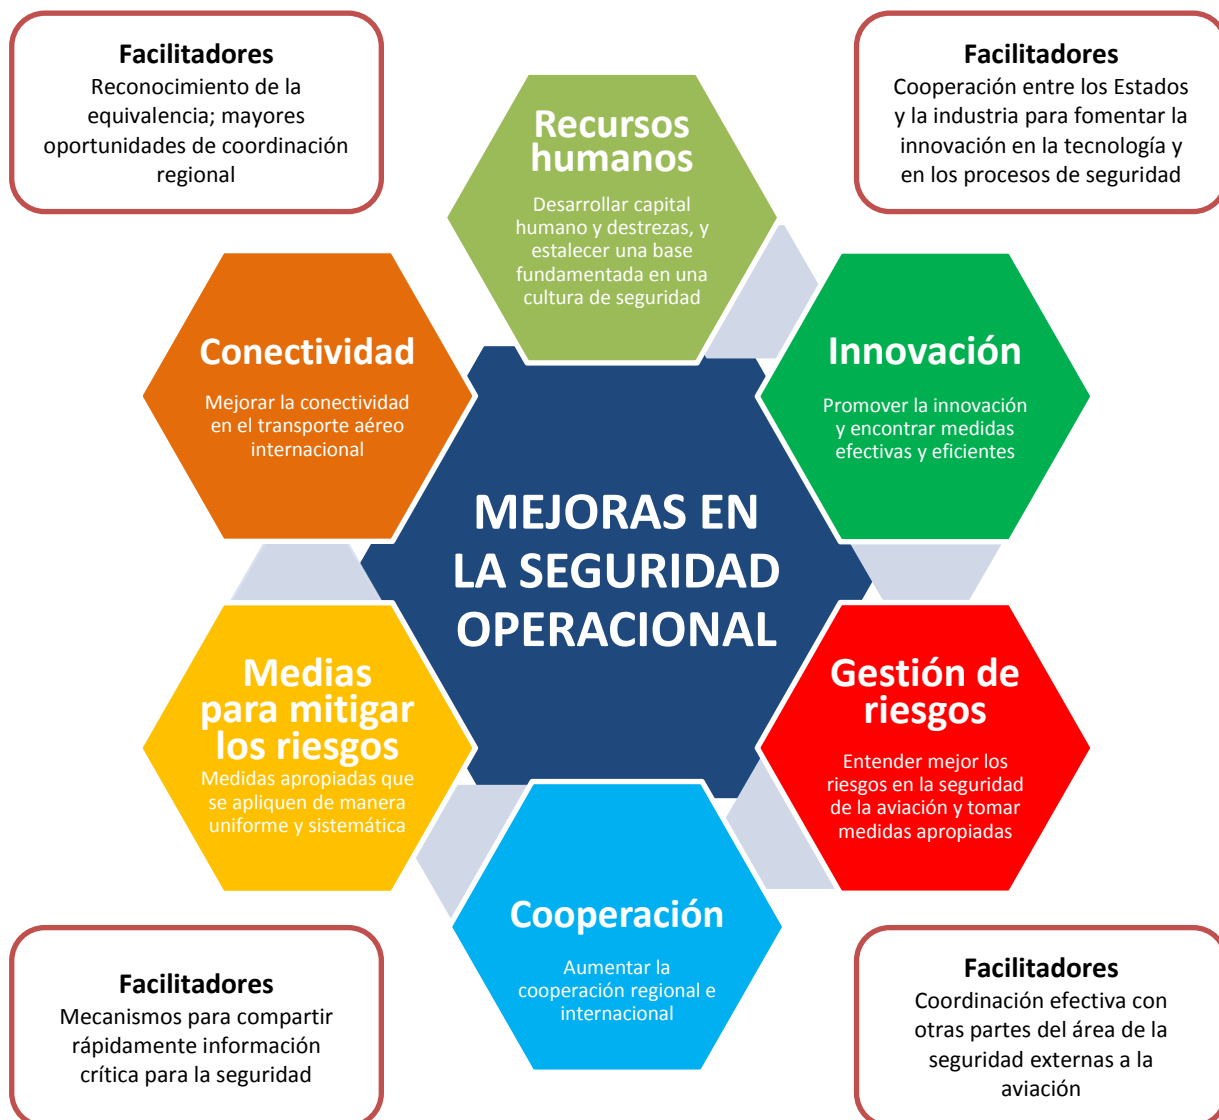 Facilitadores
Reconocimiento de la
equivalencia; mayores
oportunidades de coordinación
regional
Facilitadores
Cooperación entre los Estados
y la industria para fomentar la
innovación en la tecnología y
en los procesos de seguridad
Recursos
humanos
Desarrollar capital
humano y destrezas, y
estalecer una base
fundamentada en una
cultura de seguridad
Conectividad
Mejorar la conectividad
en el transporte aéreo
internacional
Innovación
Promover la innovación
y encontrar medidas
efectivas y eficientes
MEJORAS EN
LA SEGURIDAD
OPERACIONAL
Medias
para mitigar
los riesgos
Medidas apropiadas que
se apliquen de manera
uniforme y sistemática
Gestión de
riesgos
Entender mejor los
riesgos en la seguridad
de la aviación y tomar
medidas apropiadas
Cooperación
Aumentar la
cooperación regional e
internacional
Facilitadores
Mecanismos para compartir
rápidamente información
crítica para la seguridad
Facilitadores
Coordinación efectiva con
otras partes del área de la
seguridad externas a la
aviación